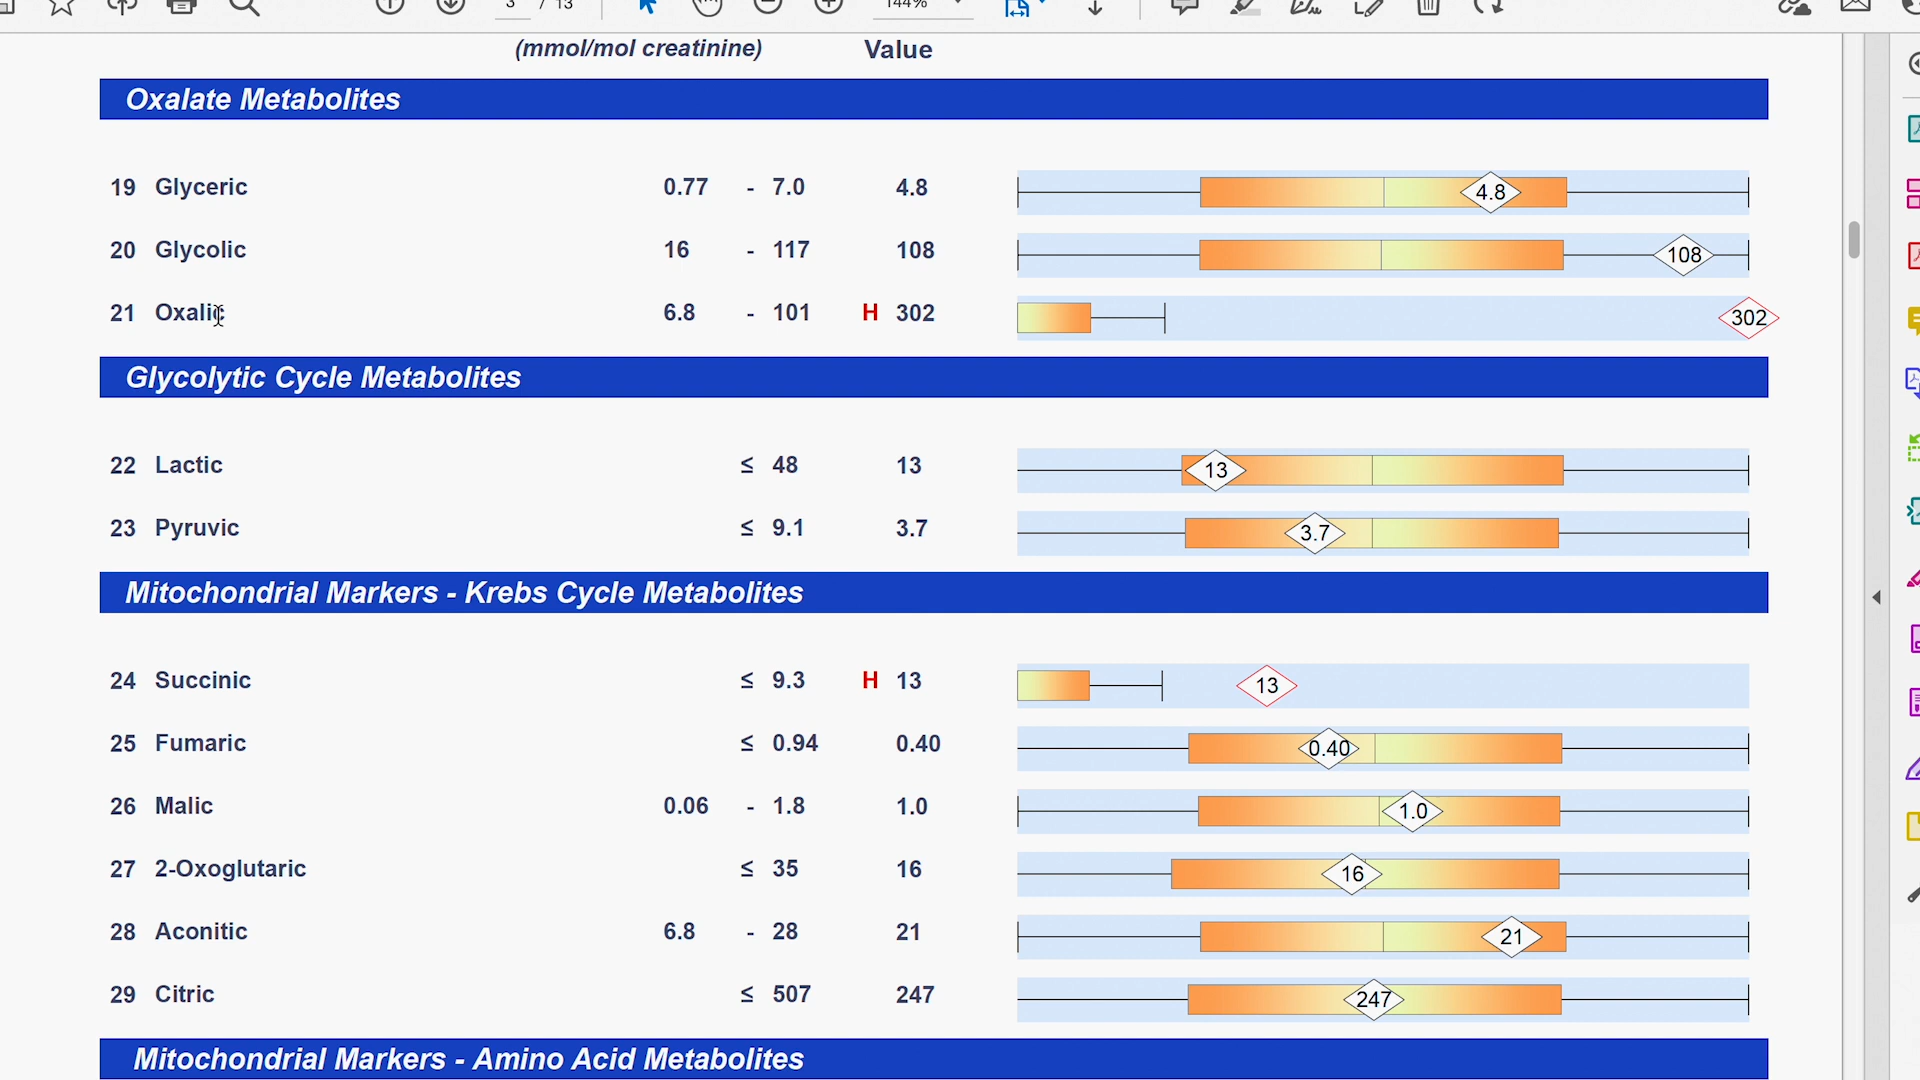 3 / 13 144%
(mmol/mol creatinine) Value
Oxalate Metabolites
19 Glyceric 0.77 - 7.0 4.8 4.8
20 Glycolic 16 - 117 108 108
21 Oxalic 6.8 - 101 H 302 302
Glycolytic Cycle Metabolites
22 Lactic ≤ 48 13 13
23 Pyruvic ≤ 9.1 3.7 3.7
Mitochondrial Markers - Krebs Cycle Metabolites
24 Succinic ≤ 9.3 H 13 13
25 Fumaric ≤ 0.94 0.40 0.40
26 Malic 0.06 - 1.8 1.0 1.0
27 2-Oxoglutaric ≤ 35 16 16
28 Aconitic 6.8 - 28 21 21
29 Citric ≤ 507 247 247
Mitochondrial Markers - Amino Acid Metabolites